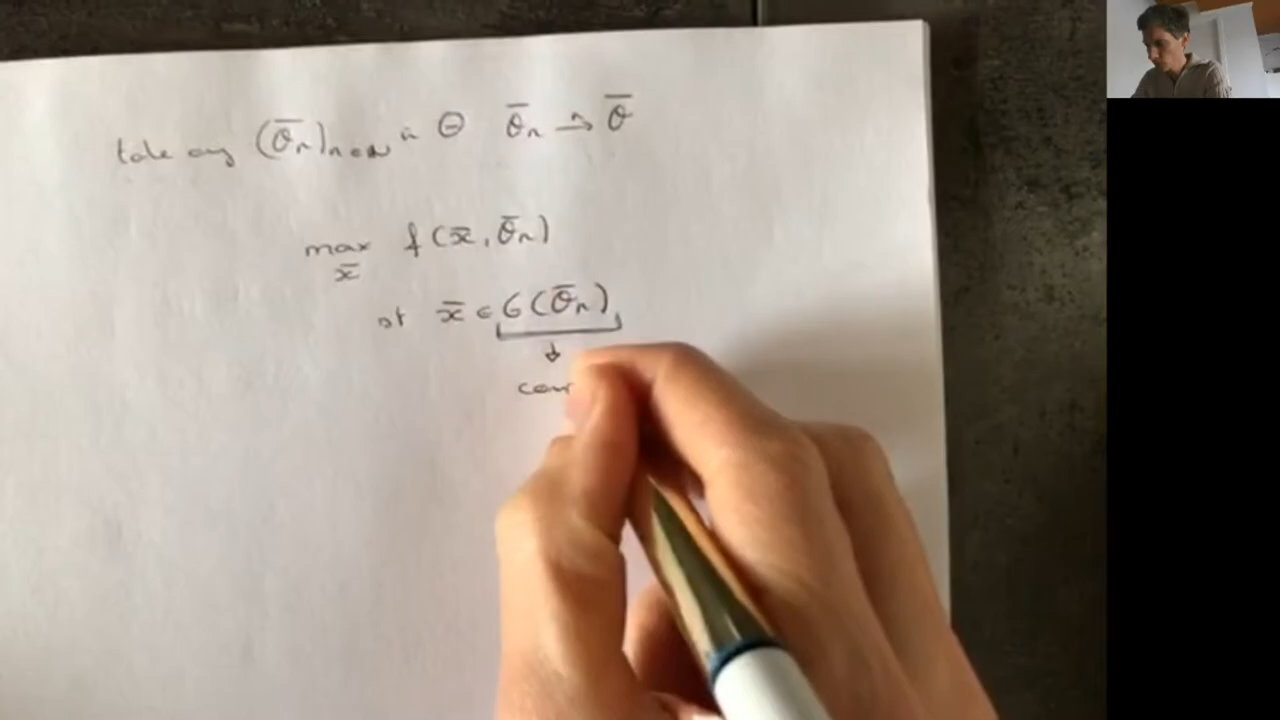 take any (θ̄ₙ)ₙ∈ℕ in Θ θ̄ₙ → θ̄
max f(x̄, θ̄ₙ)
x̄
st x̄ ∈ G(θ̄ₙ)
↓